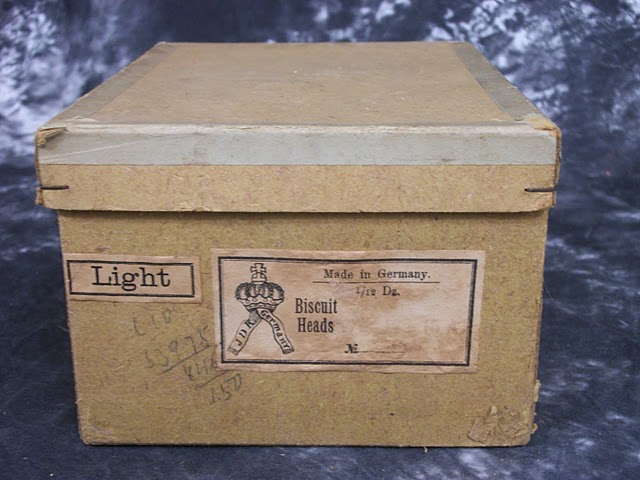 Light
Made in Germany.
1/12 Dz.
Biscuit
Heads
J D K Germany
№